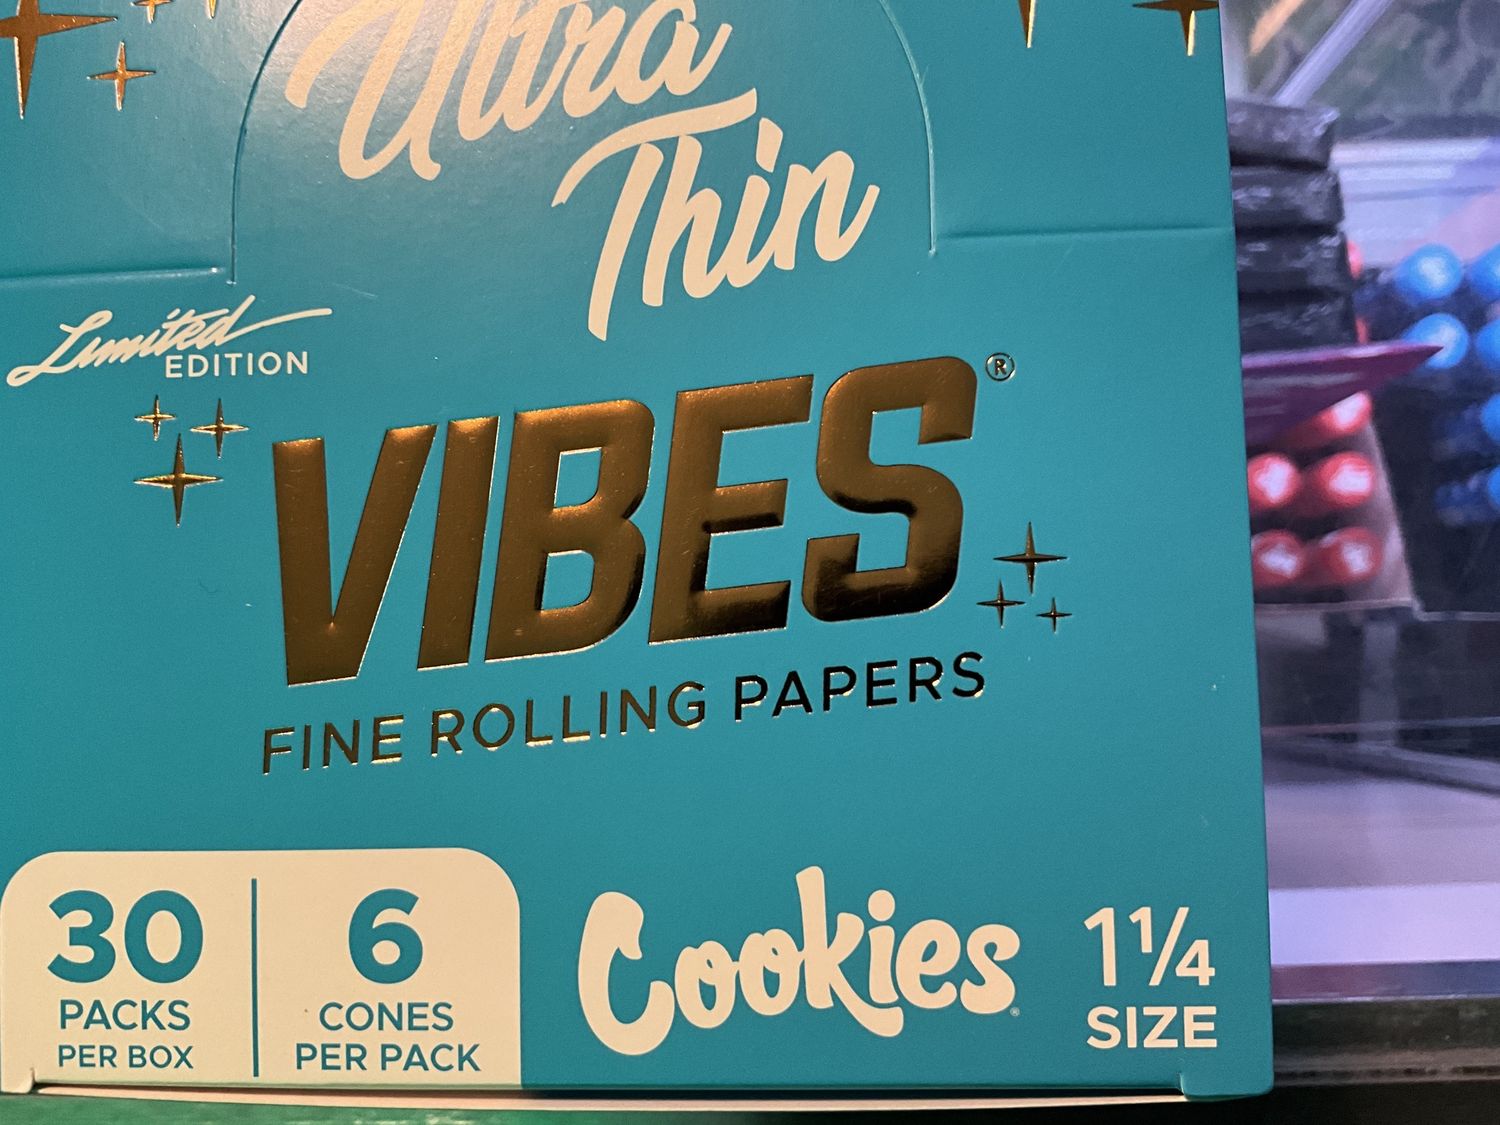 Ultra
Thin
Limited
EDITION
VIBES®
FINE ROLLING PAPERS
30
PACKS
PER BOX
6
CONES
PER PACK
Cookies
1¼
SIZE